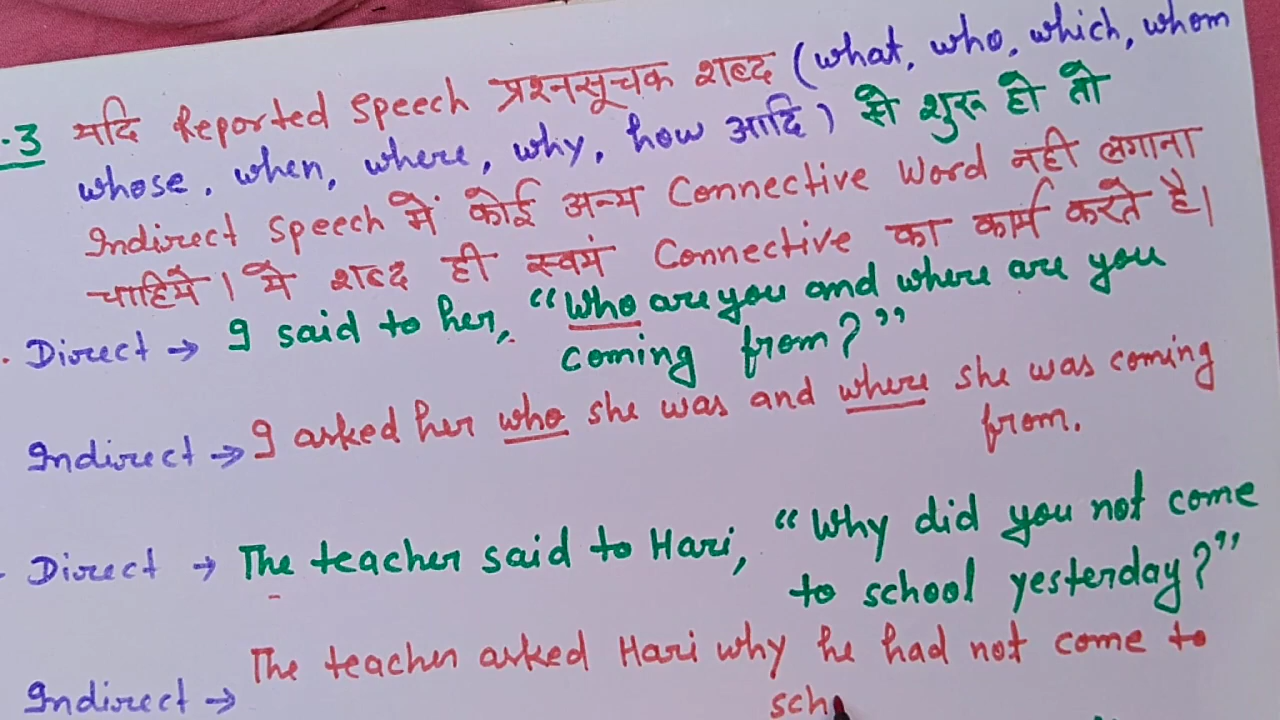 .3 यदि Reported speech प्रश्नसूचक शब्द (what, who, which, whom
whose, when, where, why, how आदि) से शुरू हो तो
Indirect speech में कोई अन्य Connective Word नही लगाना
चाहिये। ये शब्द ही स्वयं Connective का कार्य करते है।
Direct → I said to her, "Who are you and where are you
coming from?"
Indirect → I asked her who she was and where she was coming
from.
Direct → The teacher said to Hari, "Why did you not come
to school yesterday?"
Indirect → The teacher asked Hari why he had not come to
sch